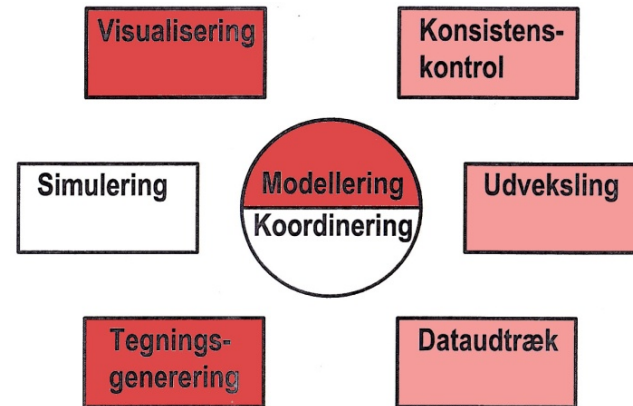 Visualisering
Konsistens-
kontrol
Simulering
Modellering
Koordinering
Udveksling
Tegnings-
generering
Dataudtræk